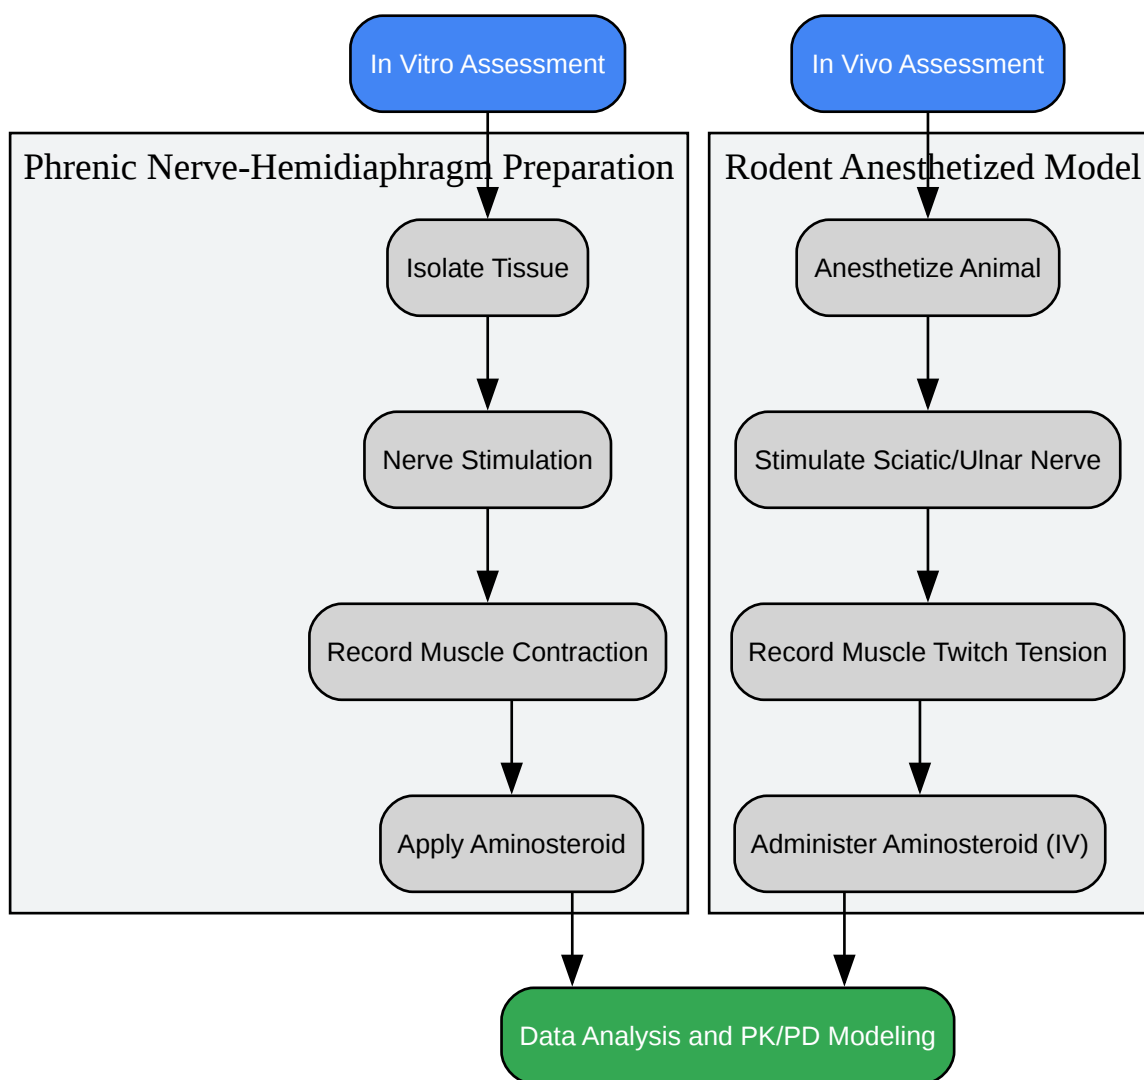 In Vitro Assessment
In Vivo Assessment
Phrenic Nerve-Hemidiaphragm Preparation
Rodent Anesthetized Model
Isolate Tissue
Anesthetize Animal
Nerve Stimulation
Stimulate Sciatic/Ulnar Nerve
Record Muscle Contraction
Record Muscle Twitch Tension
Apply Aminosteroid
Administer Aminosteroid (IV)
Data Analysis and PK/PD Modeling